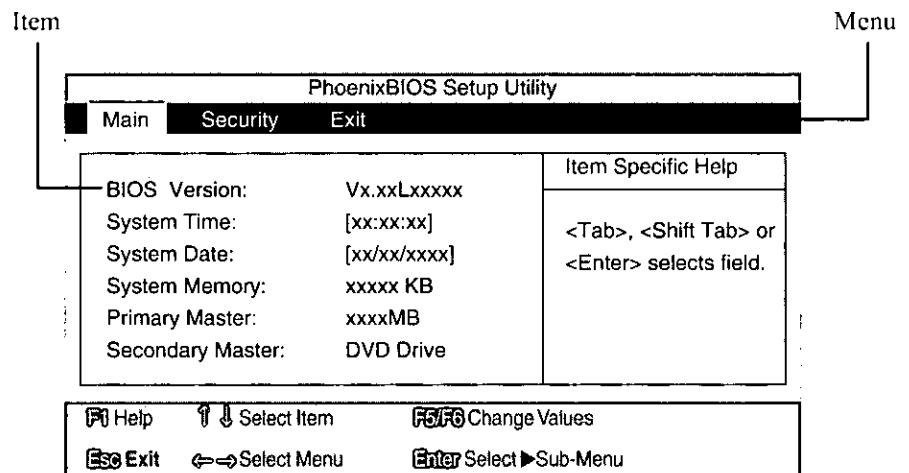 Item
Menu
PhoenixBIOS Setup Utility
Main Security Exit
BIOS Version: Vx.xxLxxxxx
System Time: [xx:xx:xx]
System Date: [xx/xx/xxxx]
System Memory: xxxxx KB
Primary Master: xxxxMB
Secondary Master: DVD Drive
Item Specific Help
<Tab>, <Shift Tab> or
<Enter> selects field.
F1 Help ⇑ ⇓ Select Item F5/F6 Change Values
Esc Exit ⇐ ⇒ Select Menu Enter Select ▶Sub-Menu